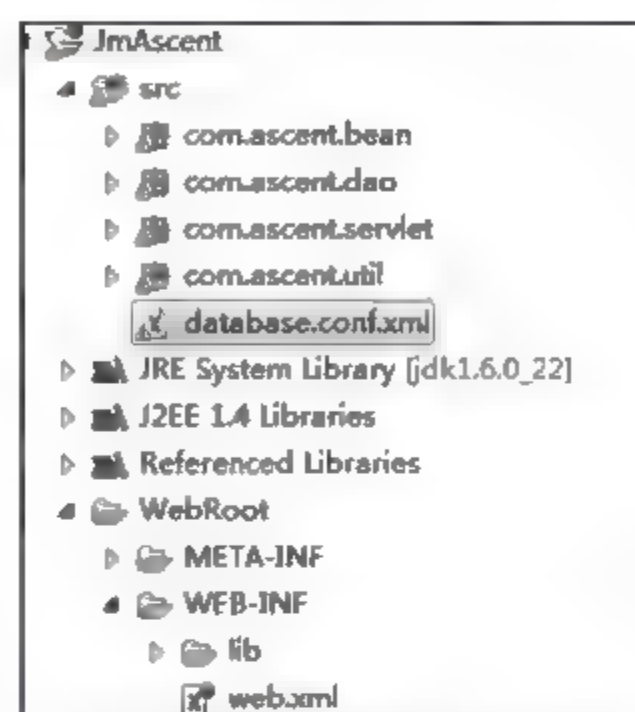 JmAscent
src
com.ascent.bean
com.ascent.dao
com.ascent.servlet
com.ascent.util
database.conf.xml
JRE System Library [jdk1.6.0_22]
J2EE 1.4 Libraries
Referenced Libraries
WebRoot
META-INF
WEB-INF
lib
web.xml